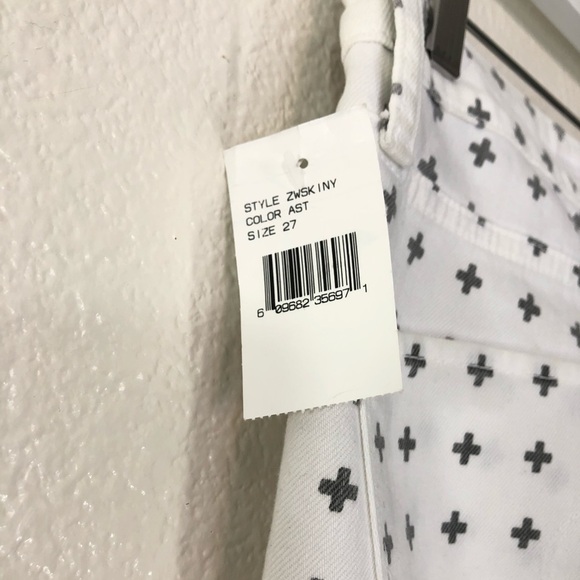 STYLE ZWSKINY
COLOR AST
SIZE 27
6 09682 35697 1